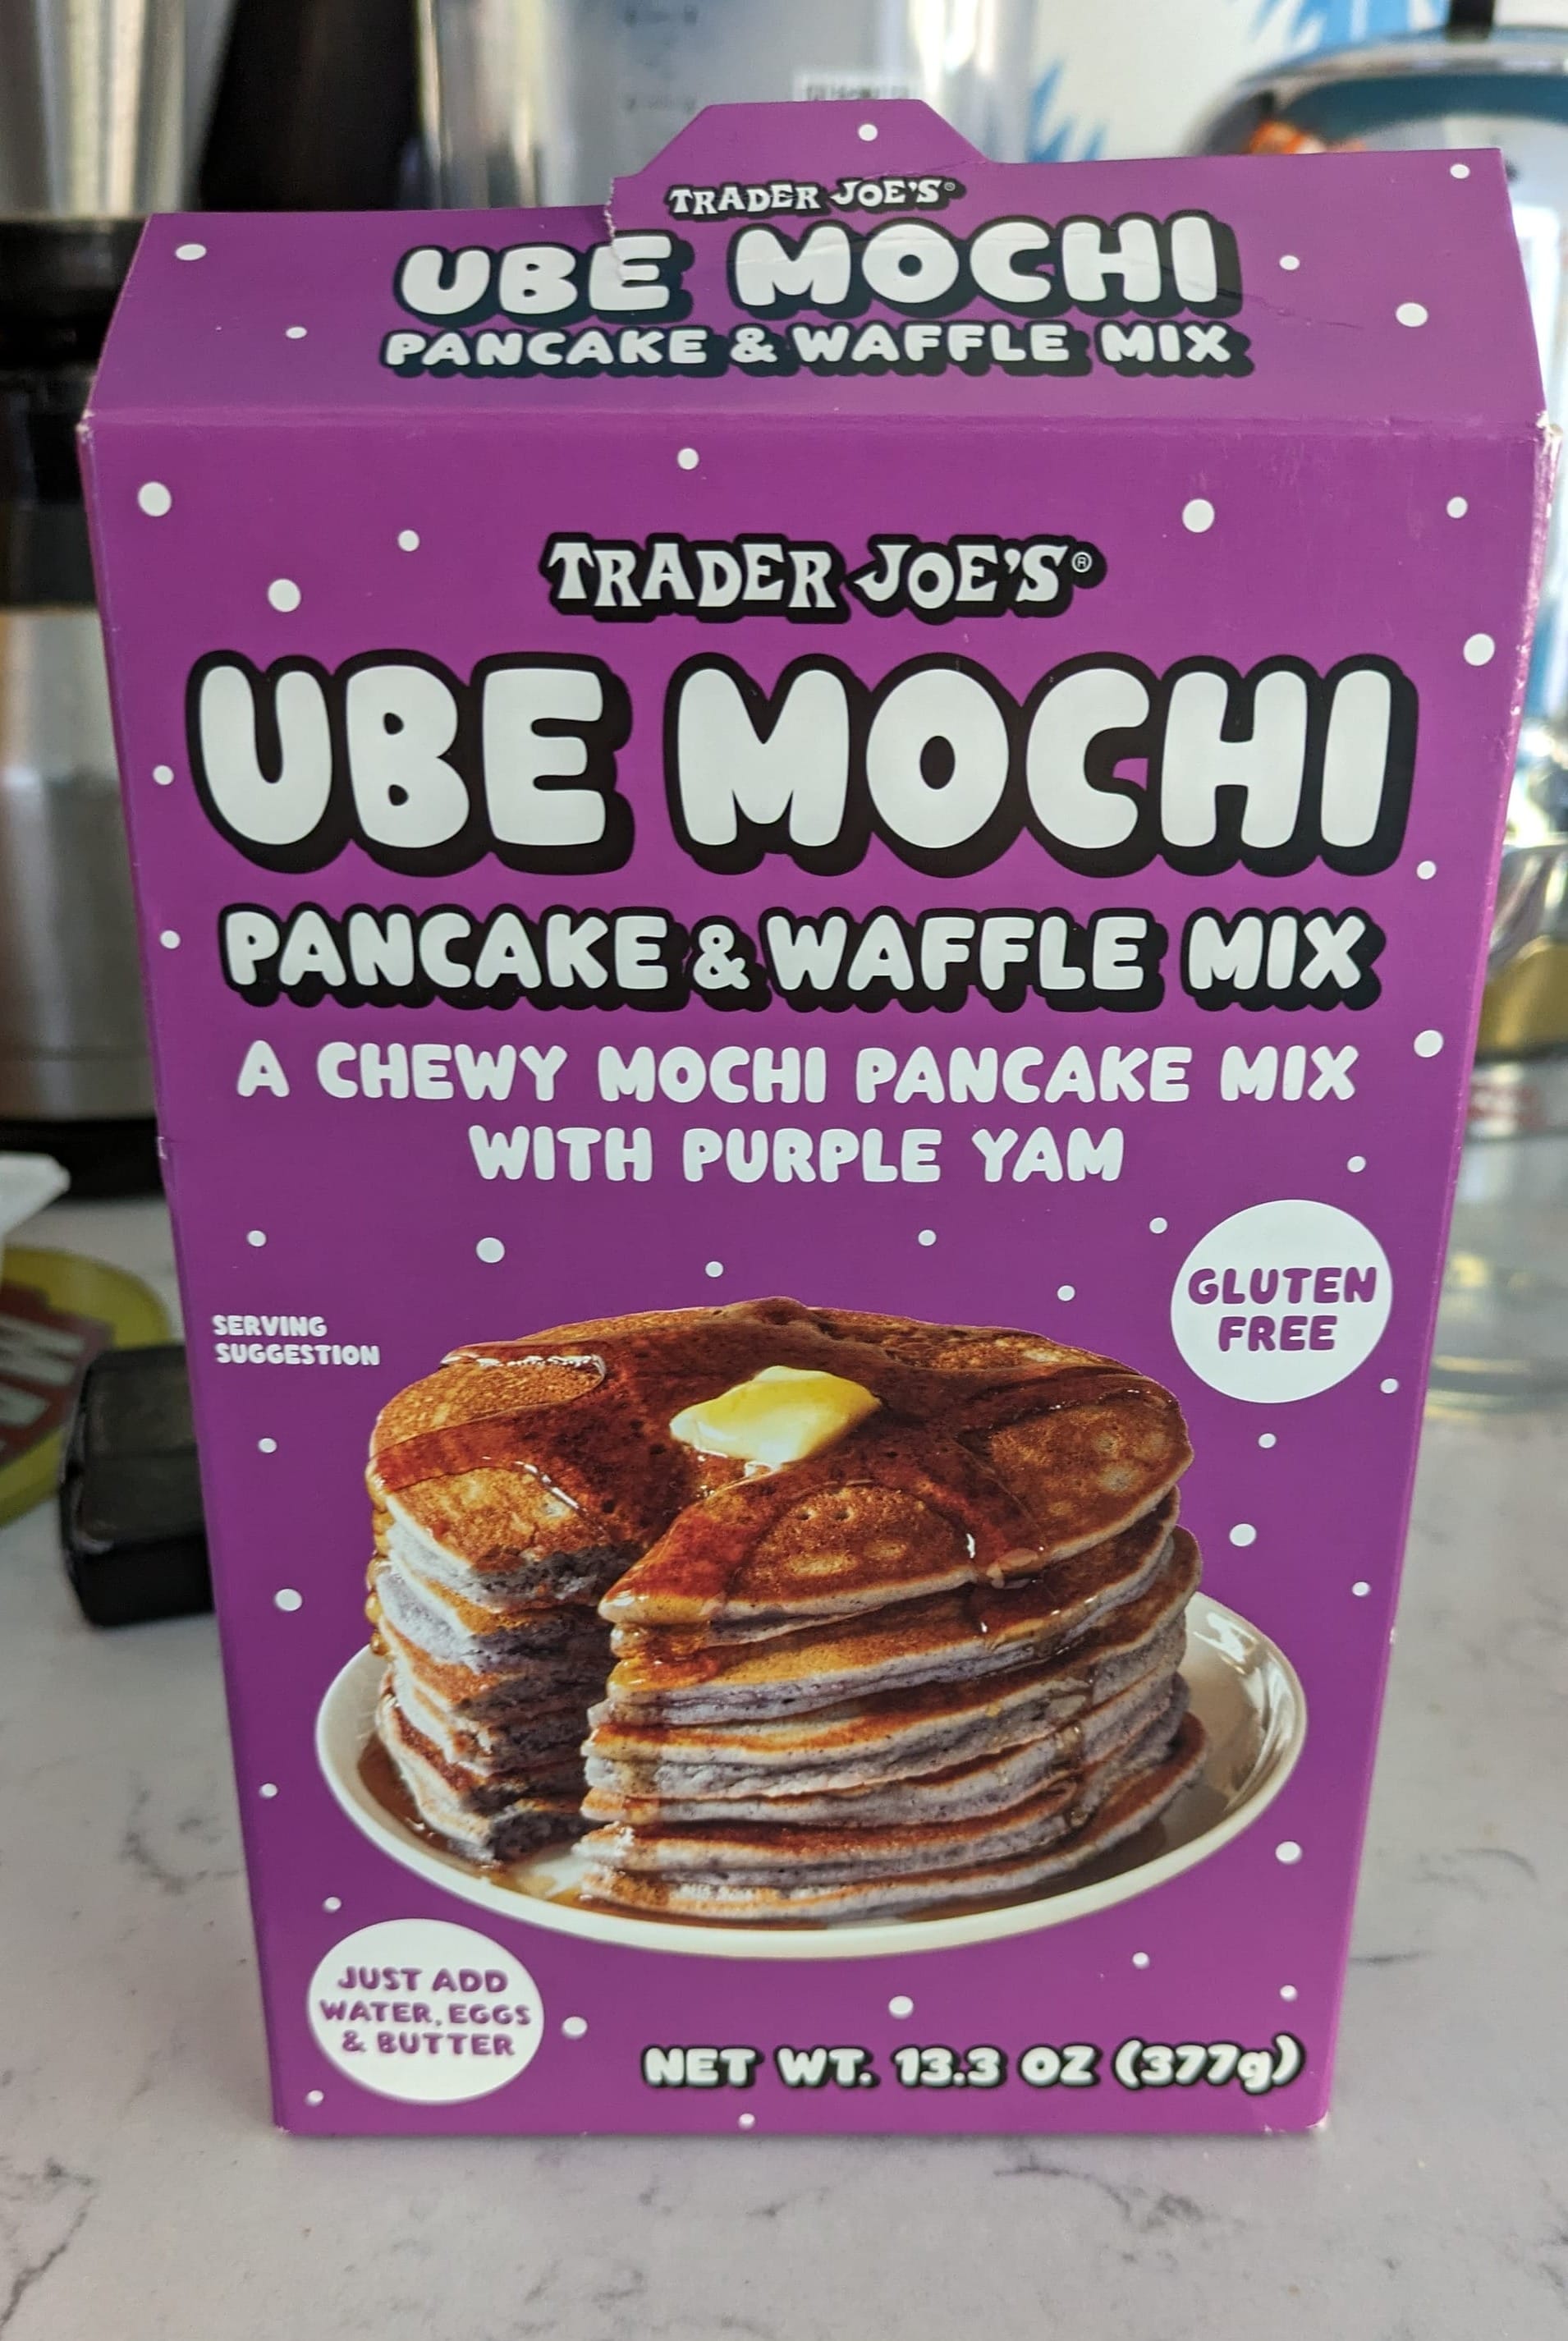 TRADER JOE'S®
UBE MOCHI
PANCAKE & WAFFLE MIX
TRADER JOE'S®
UBE MOCHI
PANCAKE & WAFFLE MIX
A CHEWY MOCHI PANCAKE MIX
WITH PURPLE YAM
GLUTEN
FREE
SERVING
SUGGESTION
JUST ADD
WATER, EGGS
& BUTTER
NET WT. 13.3 OZ (377g)